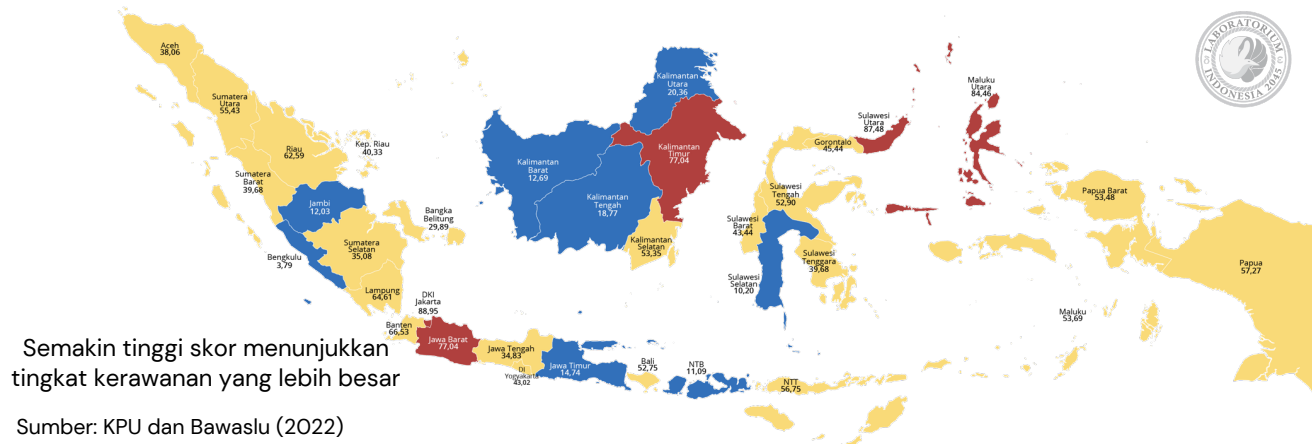 LABORATORIUM
INDONESIA 2045
Aceh
38,06
Sumatera
Utara
55,43
Riau
62,59
Kep. Riau
40,33
Sumatera
Barat
39,68
Jambi
12,03
Bengkulu
3,79
Sumatera
Selatan
35,08
Bangka
Belitung
29,89
Lampung
64,61
Banten
66,53
DKI
Jakarta
88,95
Jawa Barat
77,04
Jawa Tengah
34,83
DI
Yogyakarta
43,02
Jawa Timur
14,74
Bali
52,75
NTB
11,09
NTT
56,75
Kalimantan
Utara
20,36
Kalimantan
Timur
77,04
Kalimantan
Barat
12,69
Kalimantan
Tengah
18,77
Kalimantan
Selatan
53,35
Sulawesi
Utara
87,48
Gorontalo
45,44
Sulawesi
Tengah
52,90
Sulawesi
Barat
43,44
Sulawesi
Selatan
10,20
Sulawesi
Tenggara
39,68
Maluku
Utara
84,46
Maluku
53,69
Papua Barat
53,48
Papua
57,27
Semakin tinggi skor menunjukkan
tingkat kerawanan yang lebih besar
Sumber: KPU dan Bawaslu (2022)